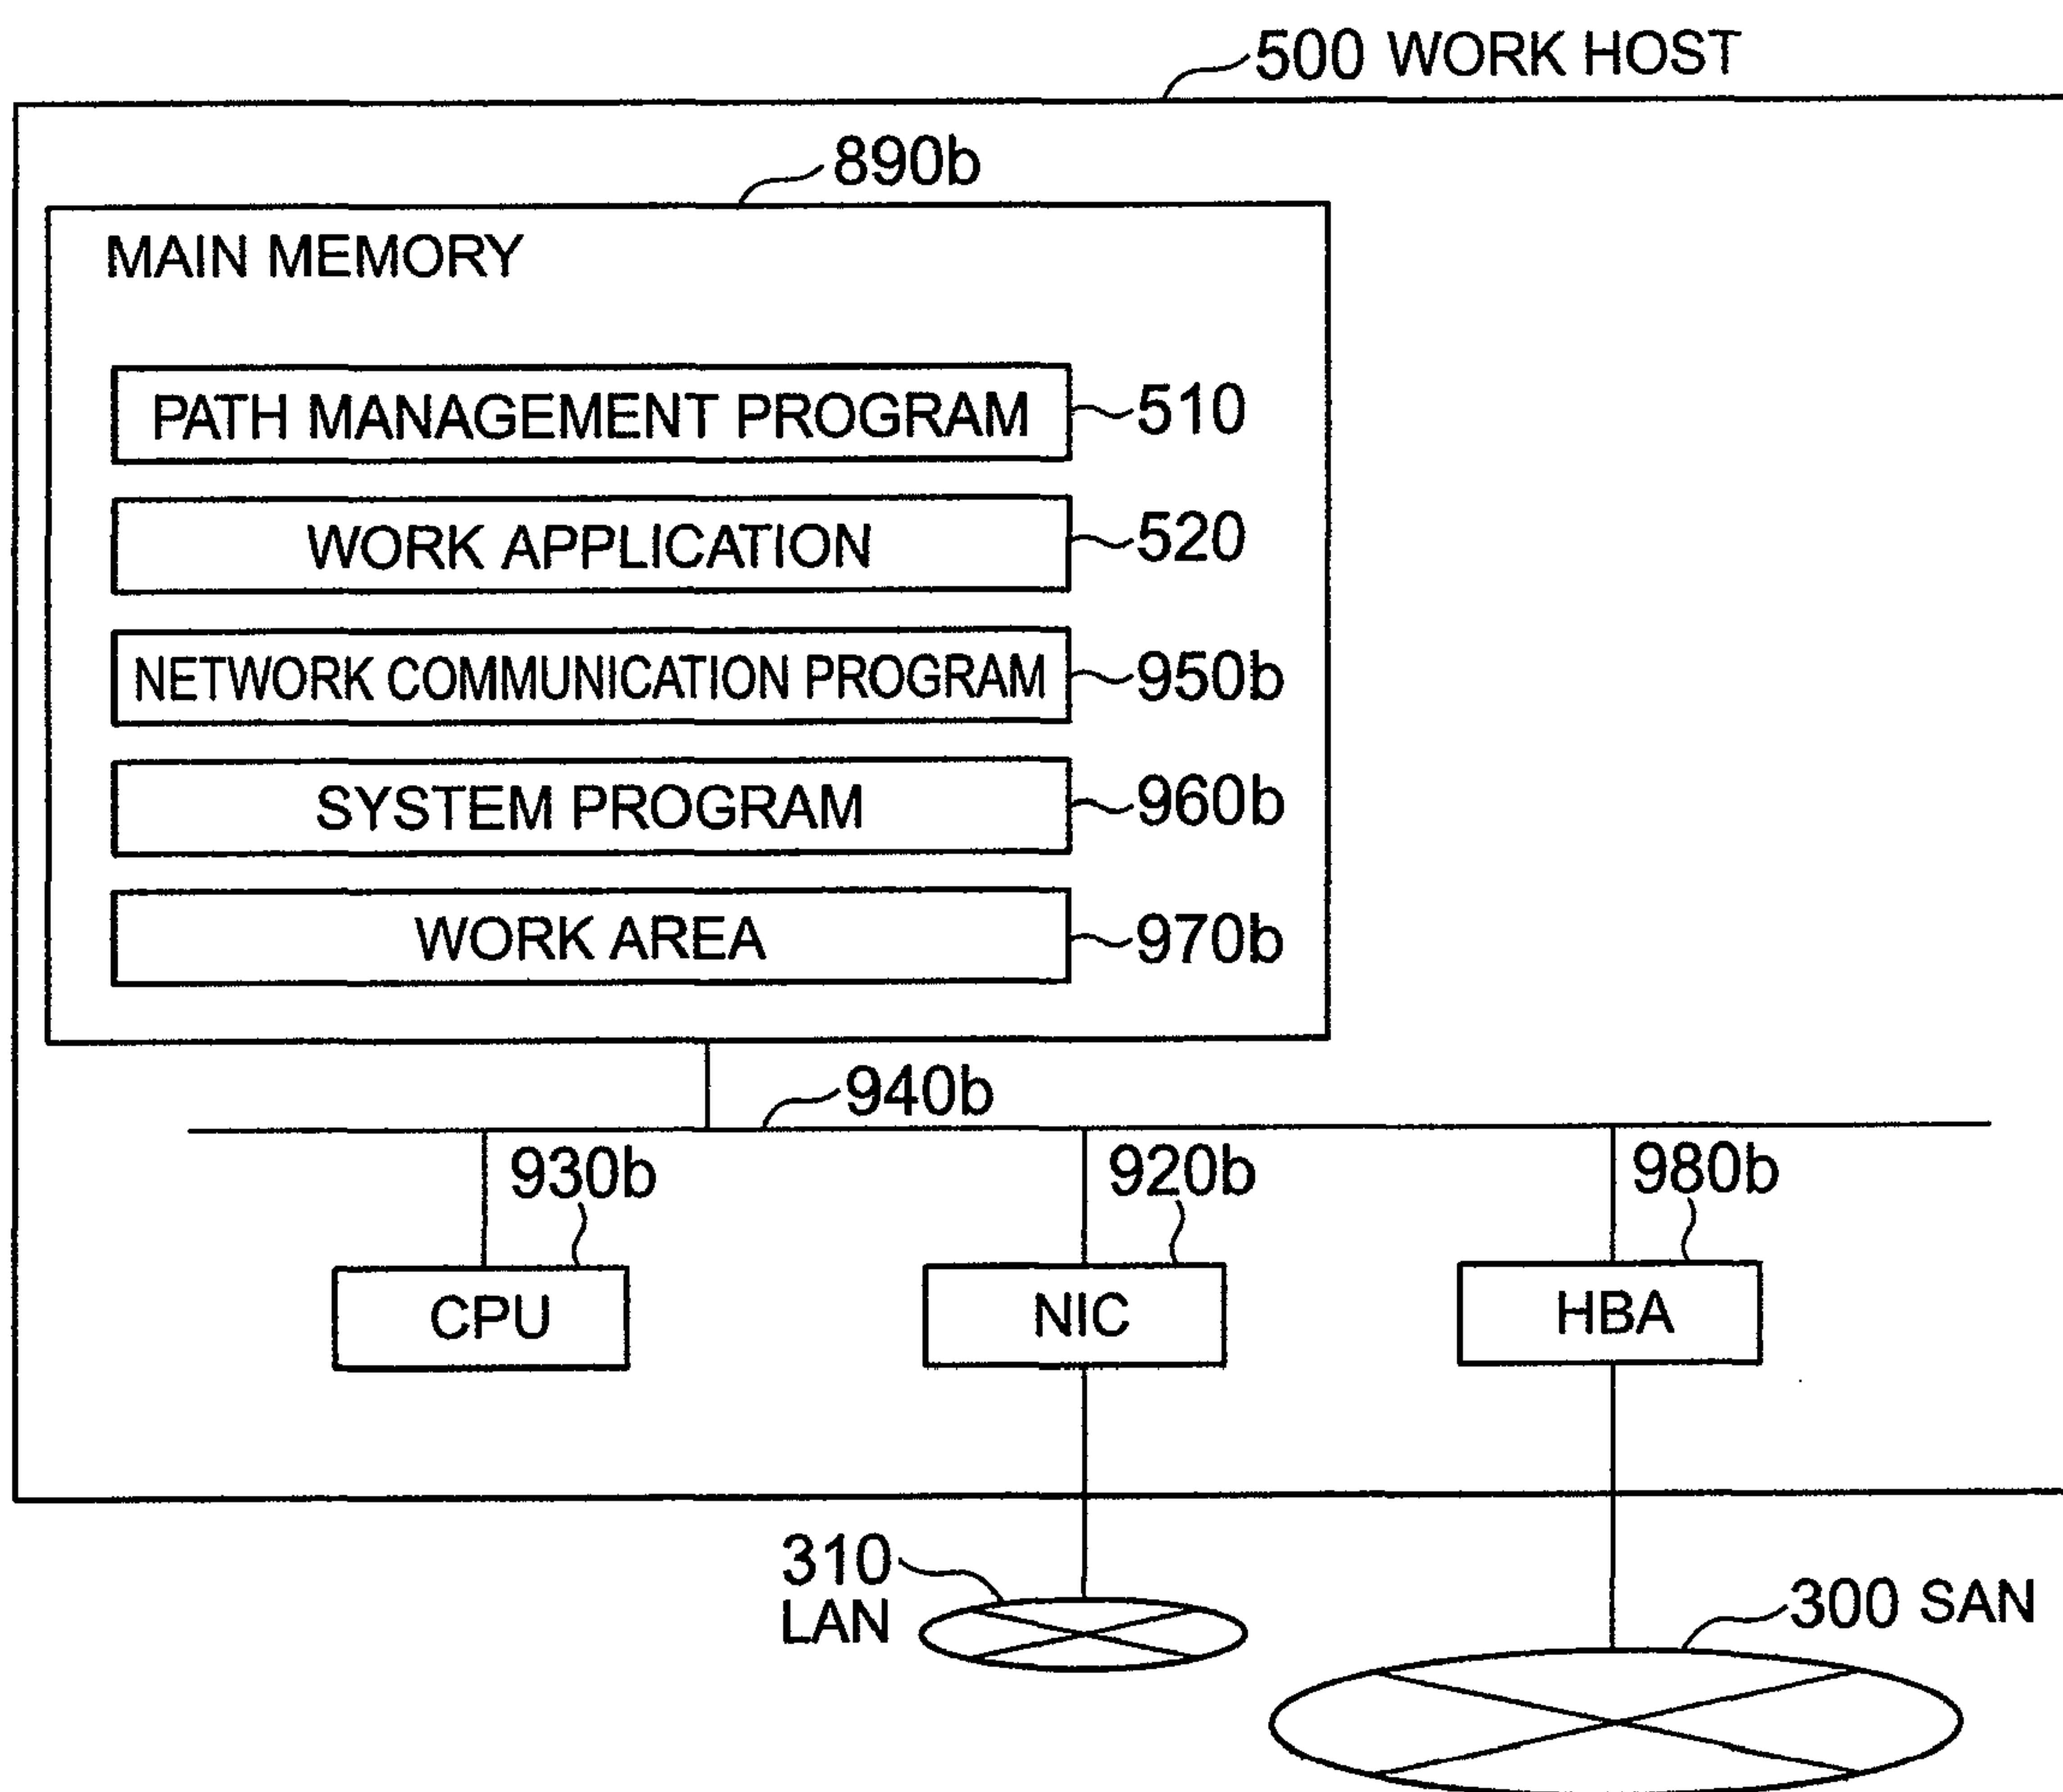 500 WORK HOST
890b
MAIN MEMORY
PATH MANAGEMENT PROGRAM 510
WORK APPLICATION 520
NETWORK COMMUNICATION PROGRAM 950b
SYSTEM PROGRAM 960b
WORK AREA 970b
940b
930b 920b 980b
CPU NIC HBA
310
LAN
300 SAN